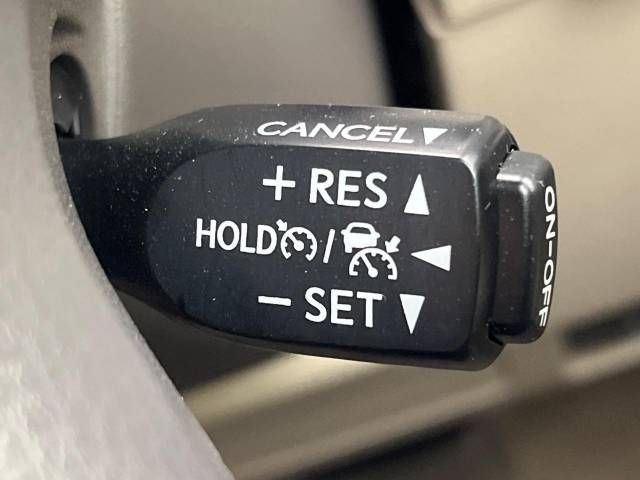 CANCEL▼
+ RES ▲
HOLD / ◀
− SET ▼
ON-OFF